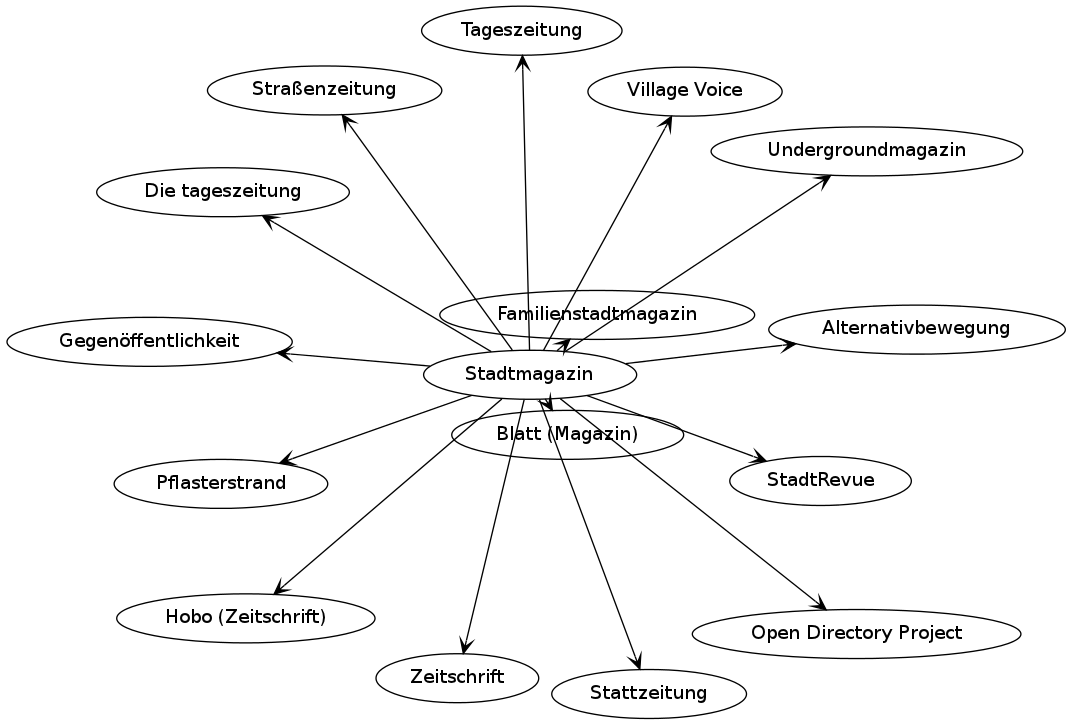 Tageszeitung
Straßenzeitung
Village Voice
Undergroundmagazin
Die tageszeitung
Familienstadtmagazin
Alternativbewegung
Gegenöffentlichkeit
Stadtmagazin
Blatt (Magazin)
StadtRevue
Pflasterstrand
Hobo (Zeitschrift)
Open Directory Project
Zeitschrift
Stattzeitung